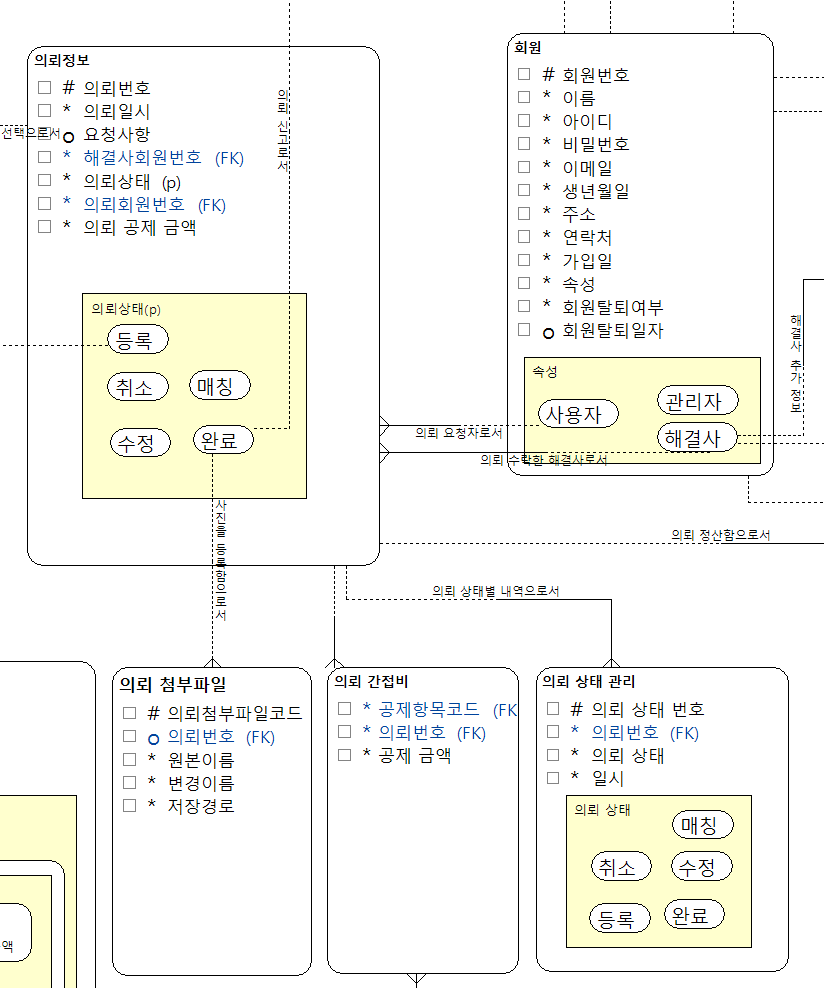 의뢰정보
# 의뢰번호
* 의뢰일시
o 요청사항
* 해결사회원번호 (FK)
* 의뢰상태 (p)
* 의뢰회원번호 (FK)
* 의뢰 공제 금액
선택으로서
의뢰 신고로서
의뢰상태(p)
등록
취소
매칭
수정
완료
사진을 등록함으로서
회원
# 회원번호
* 이름
* 아이디
* 비밀번호
* 이메일
* 생년월일
* 주소
* 연락처
* 가입일
* 속성
* 회원탈퇴여부
o 회원탈퇴일자
속성
사용자
관리자
해결사
해결사 추가 정보
의뢰 요청자로서
의뢰 수락한 해결사로서
의뢰 정산함으로서
의뢰 상태별 내역으로서
의뢰 첨부파일
# 의뢰첨부파일코드
o 의뢰번호 (FK)
* 원본이름
* 변경이름
* 저장경로
의뢰 간접비
* 공제항목코드 (FK
* 의뢰번호 (FK)
* 공제 금액
의뢰 상태 관리
# 의뢰 상태 번호
* 의뢰번호 (FK)
* 의뢰 상태
* 일시
의뢰 상태
매칭
취소
수정
등록
완료
액